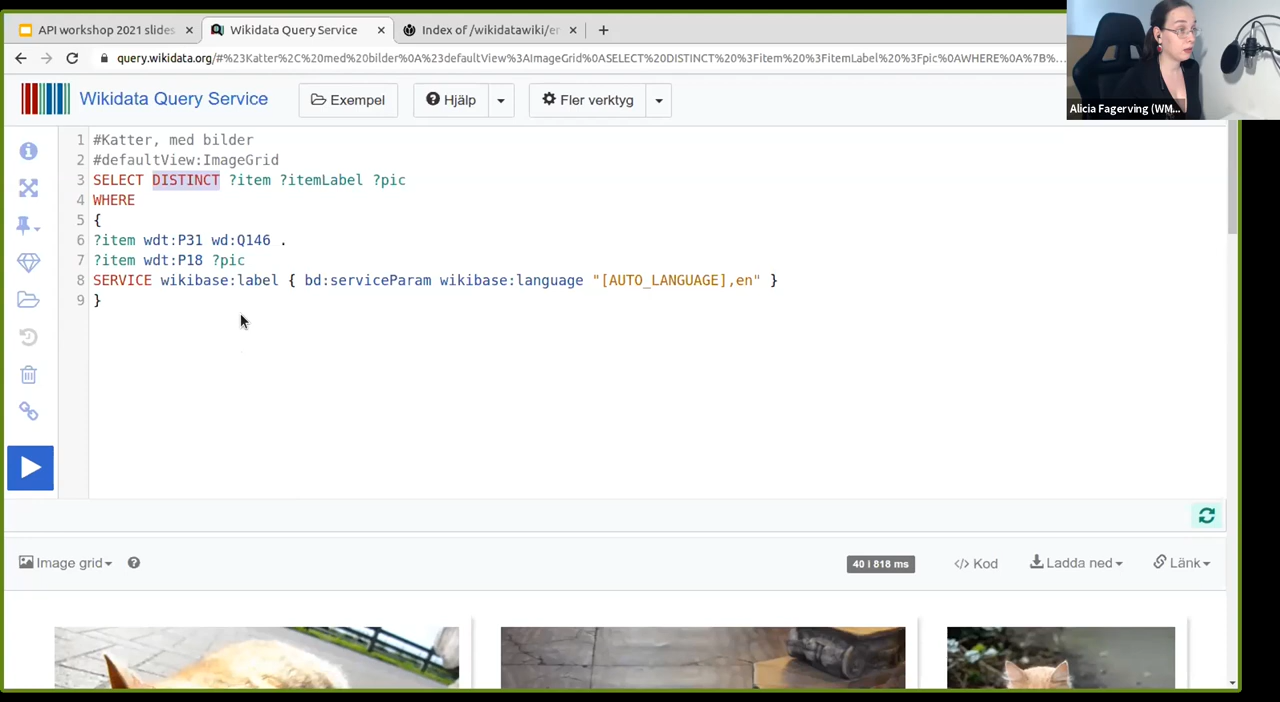 API workshop 2021 slides
Wikidata Query Service
Index of /wikidatawiki/er
query.wikidata.org/#%23Katter%2C%20med%20bilder%0A%23defaultView%3AImageGrid%0ASELECT%20DISTINCT%20%3Fitem%20%3FitemLabel%20%3Fpic%0AWHERE%0A%7B%...
Alicia Fagerving (WM...
Wikidata Query Service
Exempel
Hjälp
Fler verktyg
1 #Katter, med bilder
2 #defaultView:ImageGrid
3 SELECT DISTINCT ?item ?itemLabel ?pic
4 WHERE
5 {
6 ?item wdt:P31 wd:Q146 .
7 ?item wdt:P18 ?pic
8 SERVICE wikibase:label { bd:serviceParam wikibase:language "[AUTO_LANGUAGE],en" }
9 }
Image grid
40 i 818 ms
</> Kod
Ladda ned
Länk